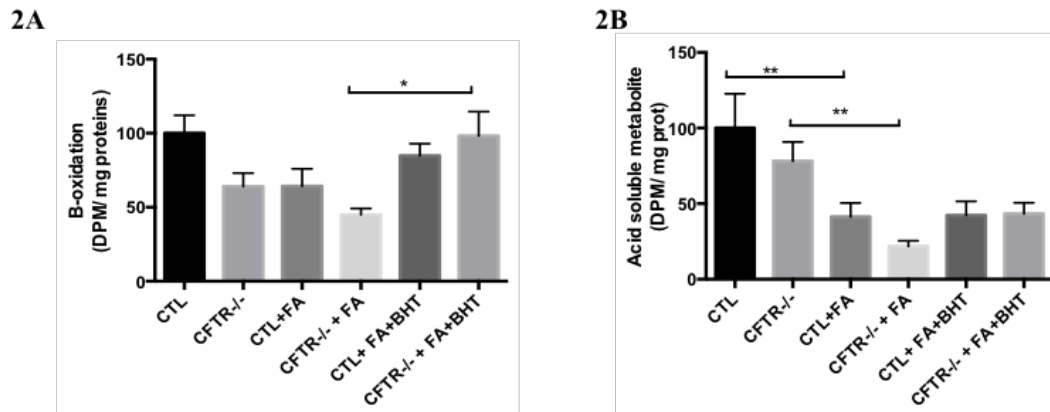 2A
150
100
50
0
B-oxidation
(DPM/ mg proteins)
*
CTL
CFTR-/-
CTL+FA
CFTR-/- + FA
CTL+ FA+BHT
CFTR-/- + FA+BHT
2B
150
100
50
0
Acid soluble metabolite
(DPM/ mg prot)
**
**
CTL
CFTR-/-
CTL+FA
CFTR-/- + FA
CTL+ FA+BHT
CFTR-/- + FA+BHT